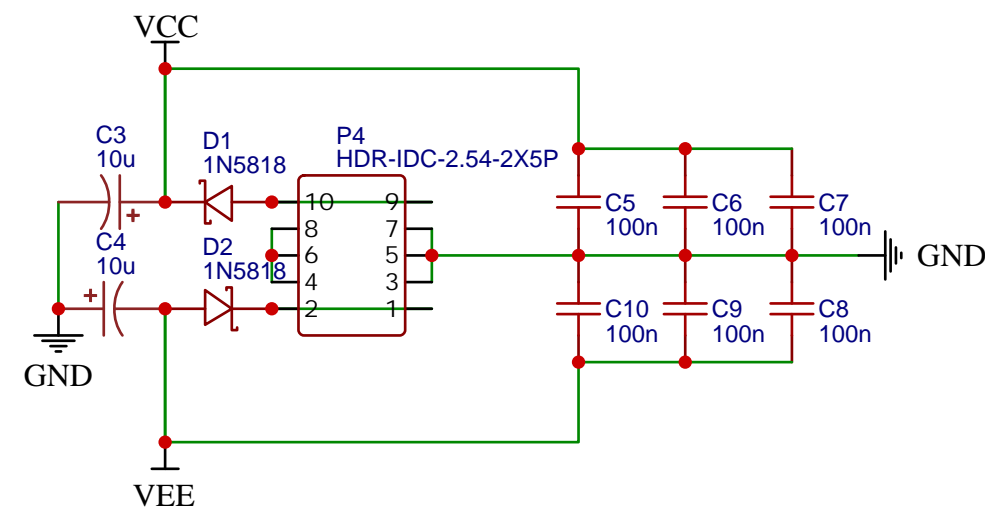 VCC
C3
10u
D1
1N5818
P4
HDR-IDC-2.54-2X5P
10 9
8 7
6 5
4 3
2 1
C4
10u
D2
1N5818
C5
100n
C6
100n
C7
100n
GND
C10
100n
C9
100n
C8
100n
GND
VEE